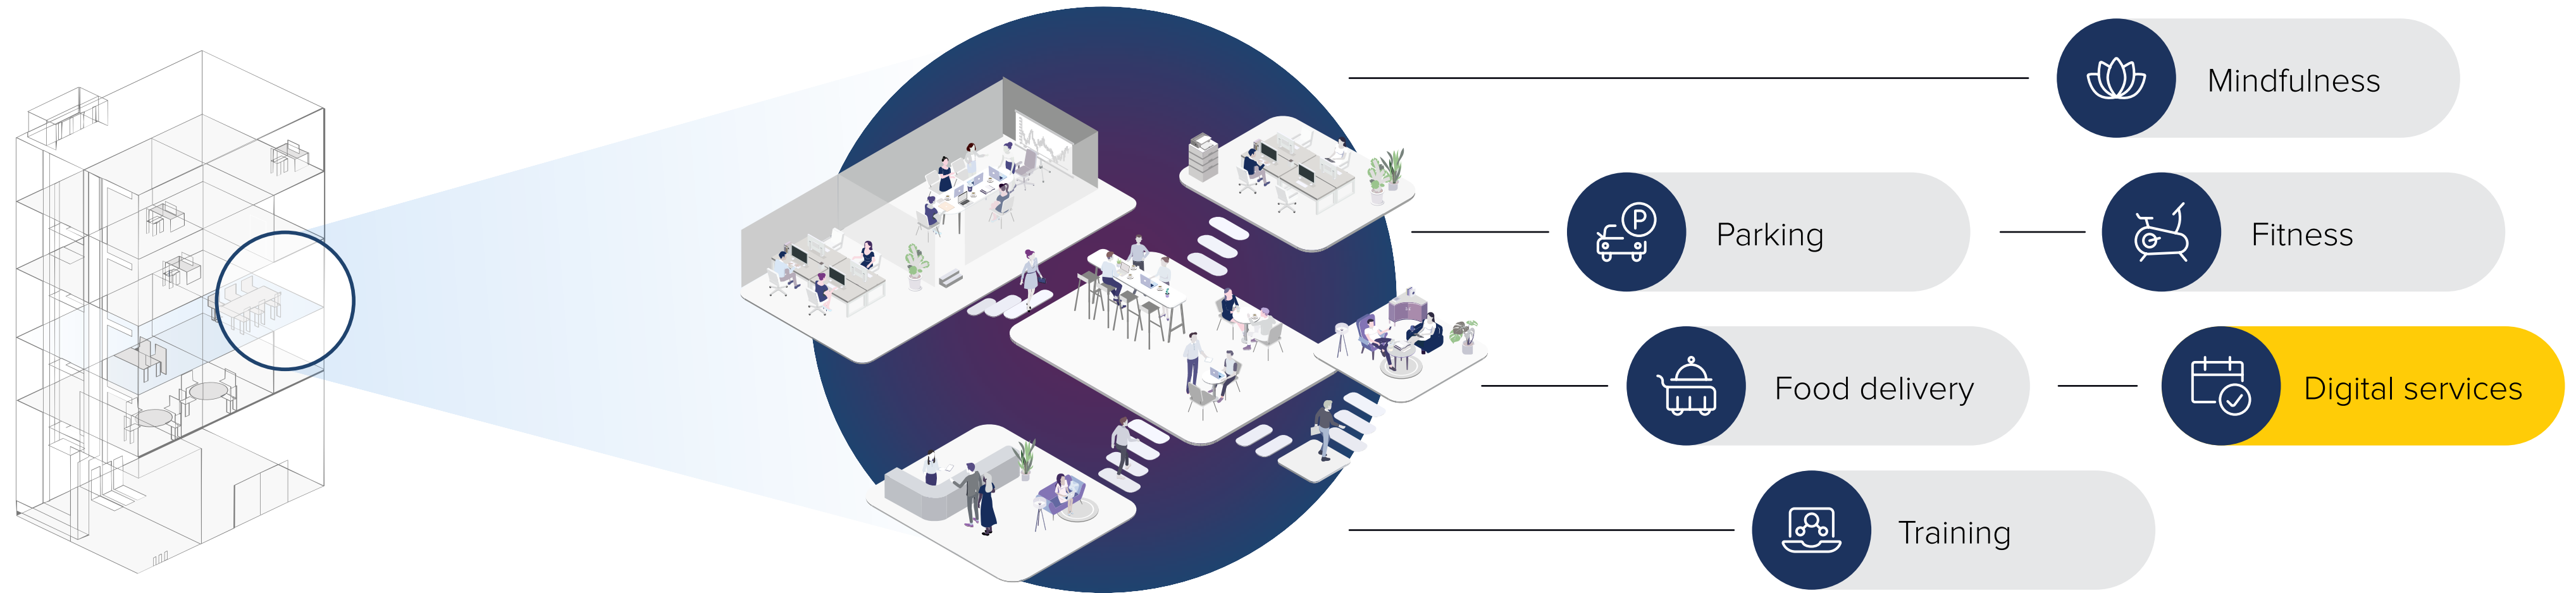 Mindfulness
Parking
Fitness
Food delivery
Digital services
Training